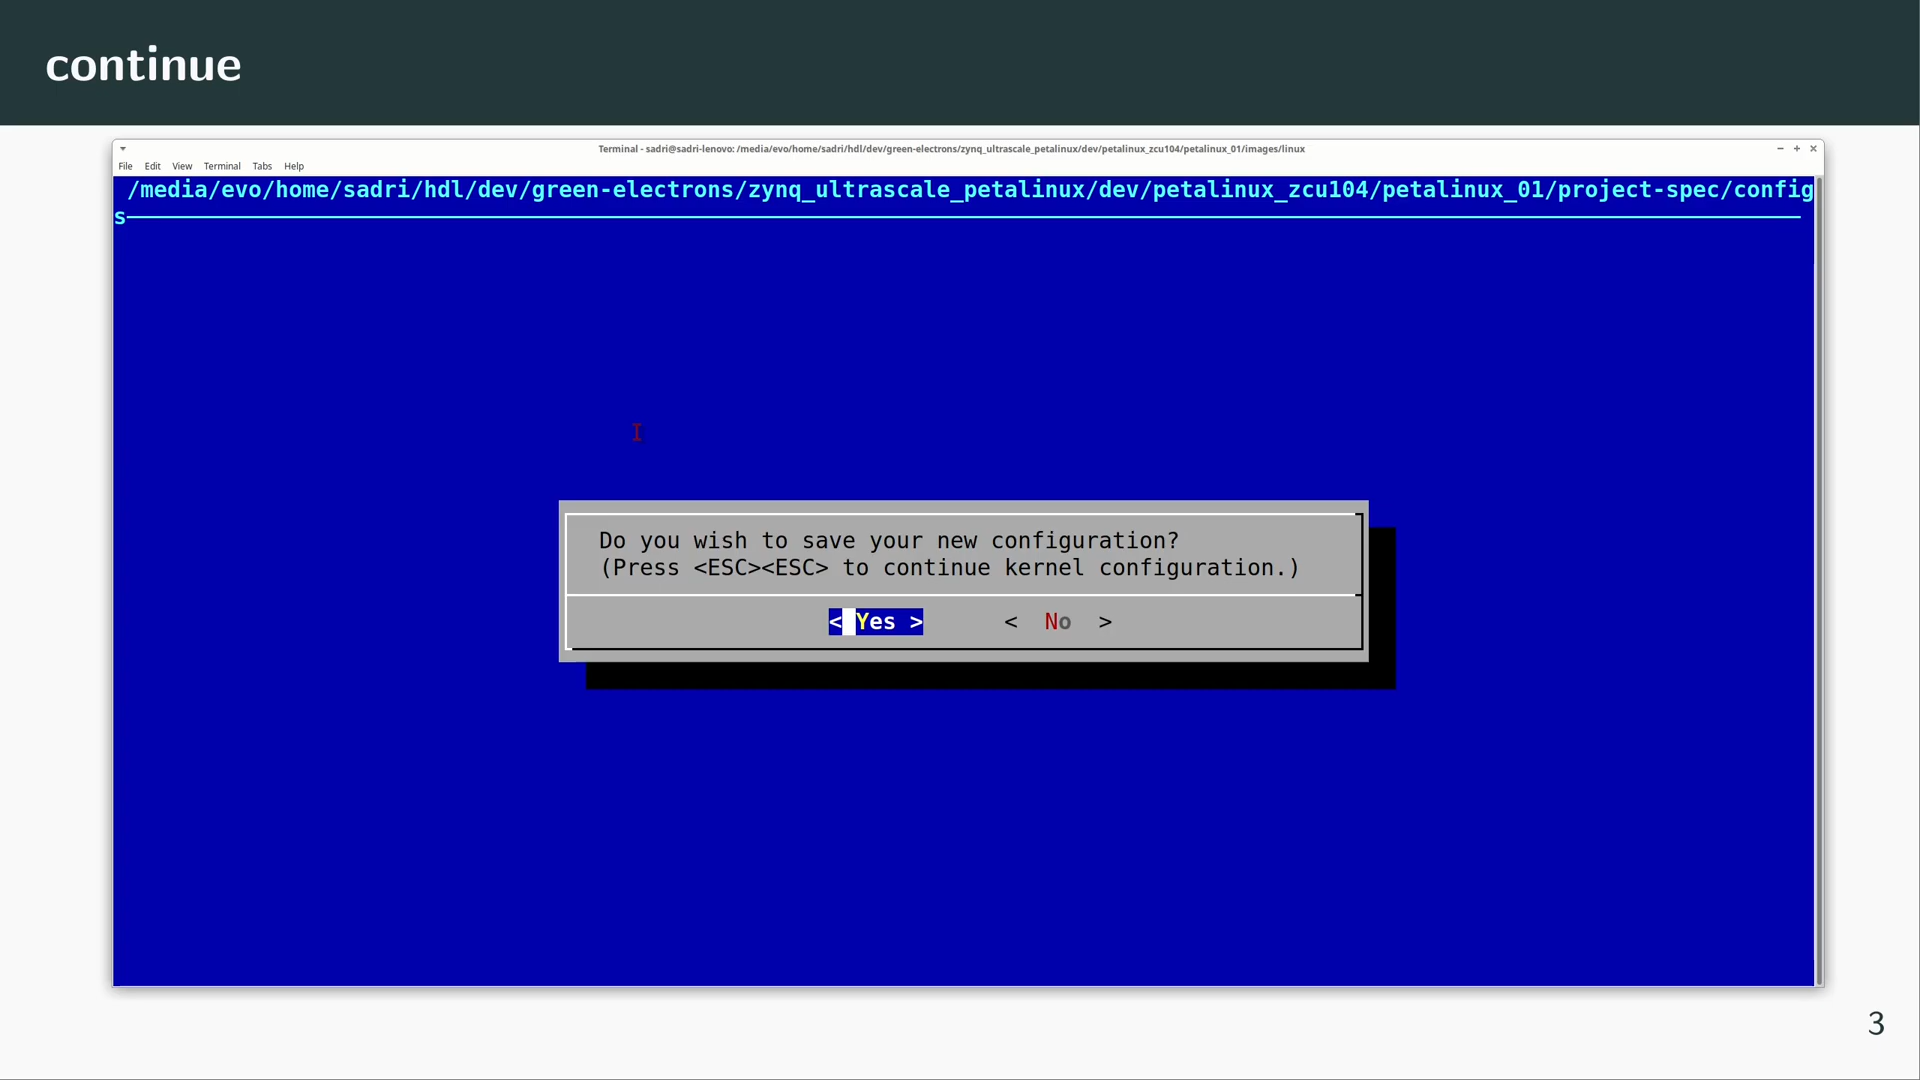 continue
Terminal - sadri@sadri-lenovo: /media/evo/home/sadri/hdl/dev/green-electrons/zynq_ultrascale_petalinux/dev/petalinux_zcu104/petalinux_01/images/linux
File Edit View Terminal Tabs Help
/media/evo/home/sadri/hdl/dev/green-electrons/zynq_ultrascale_petalinux/dev/petalinux_zcu104/petalinux_01/project-spec/config
s
Do you wish to save your new configuration?
(Press <ESC><ESC> to continue kernel configuration.)
< Yes > < No >
3